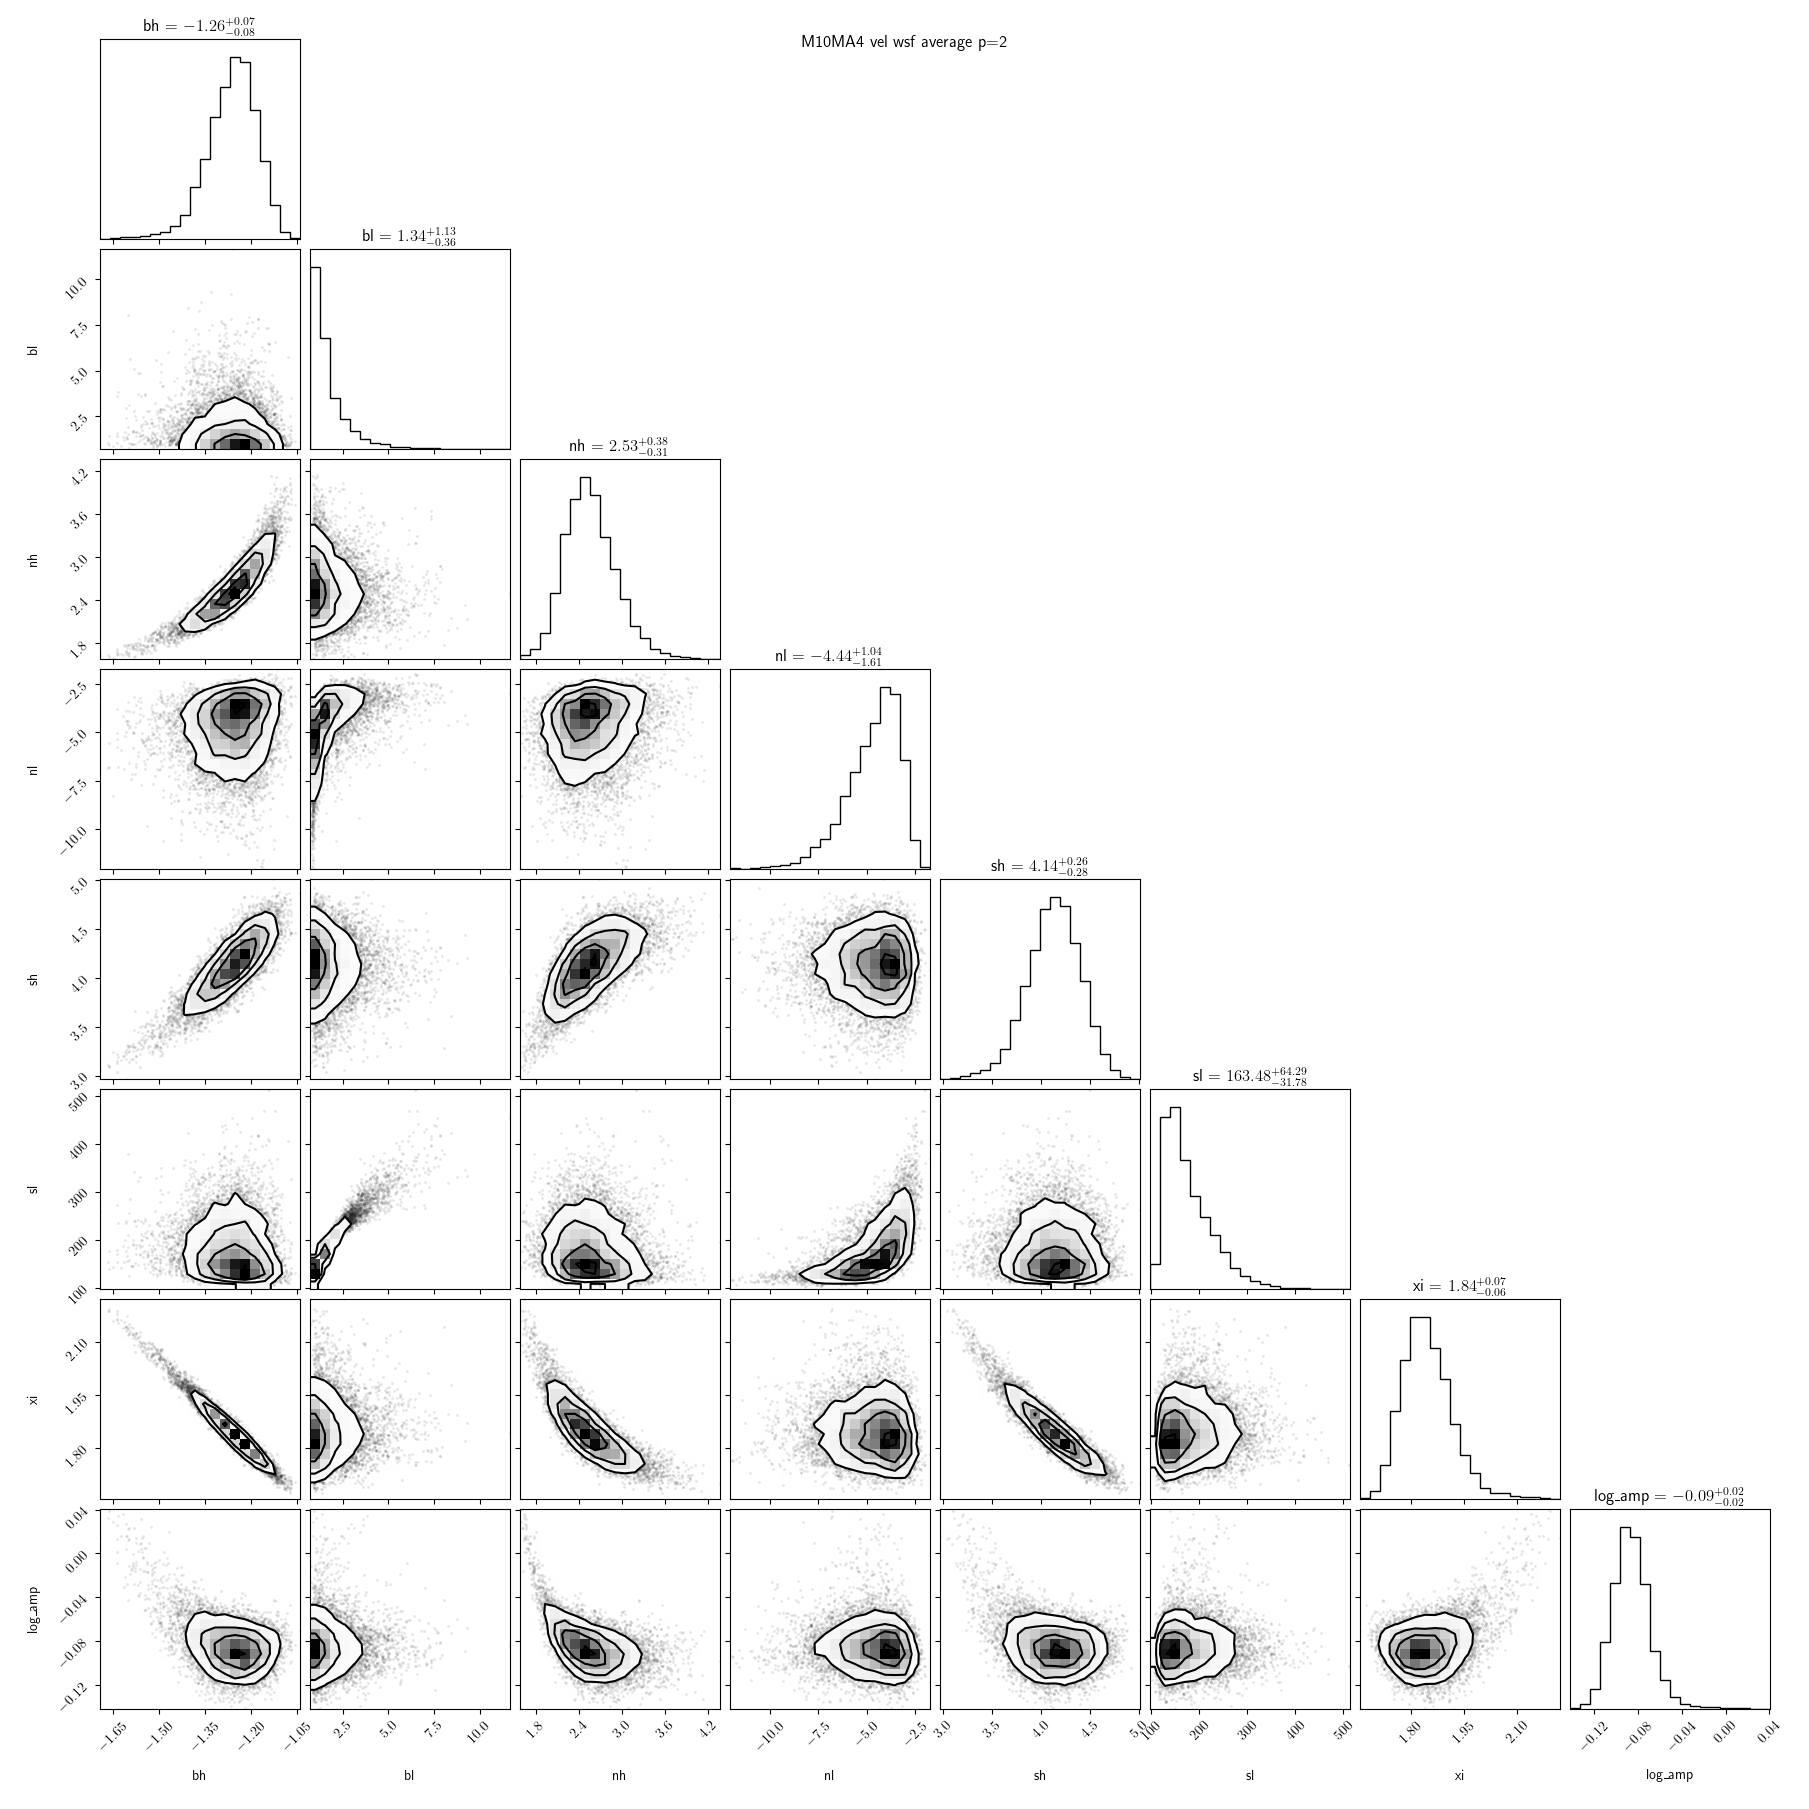 M10MA4 vel wsf average p=2
bh = −1.26+0.07−0.08
bl = 1.34+1.13−0.36
10.0
7.5
5.0
2.5
bl
nh = 2.53+0.38−0.31
4.2
3.6
3.0
2.4
1.8
nh
nl = −4.44+1.04−1.61
−2.5
−5.0
−7.5
−10.0
nl
sh = 4.14+0.26−0.28
5.0
4.5
4.0
3.5
3.0
sh
sl = 163.48+64.29−31.78
500
400
300
200
100
sl
xi = 1.84+0.07−0.06
2.10
1.95
1.80
xi
log_amp = −0.09+0.02−0.02
0.04
0.00
−0.04
−0.08
−0.12
log_amp
−1.65 −1.50 −1.35 −1.20 −1.05 2.5 5.0 7.5 10.0 1.8 2.4 3.0 3.6 4.2 −10.0 −7.5 −5.0 −2.5 3.0 3.5 4.0 4.5 5.0 100 200 300 400 500 1.80 1.95 2.10 −0.12 −0.08 −0.04 0.00 0.04
bh bl nh nl sh sl xi log_amp